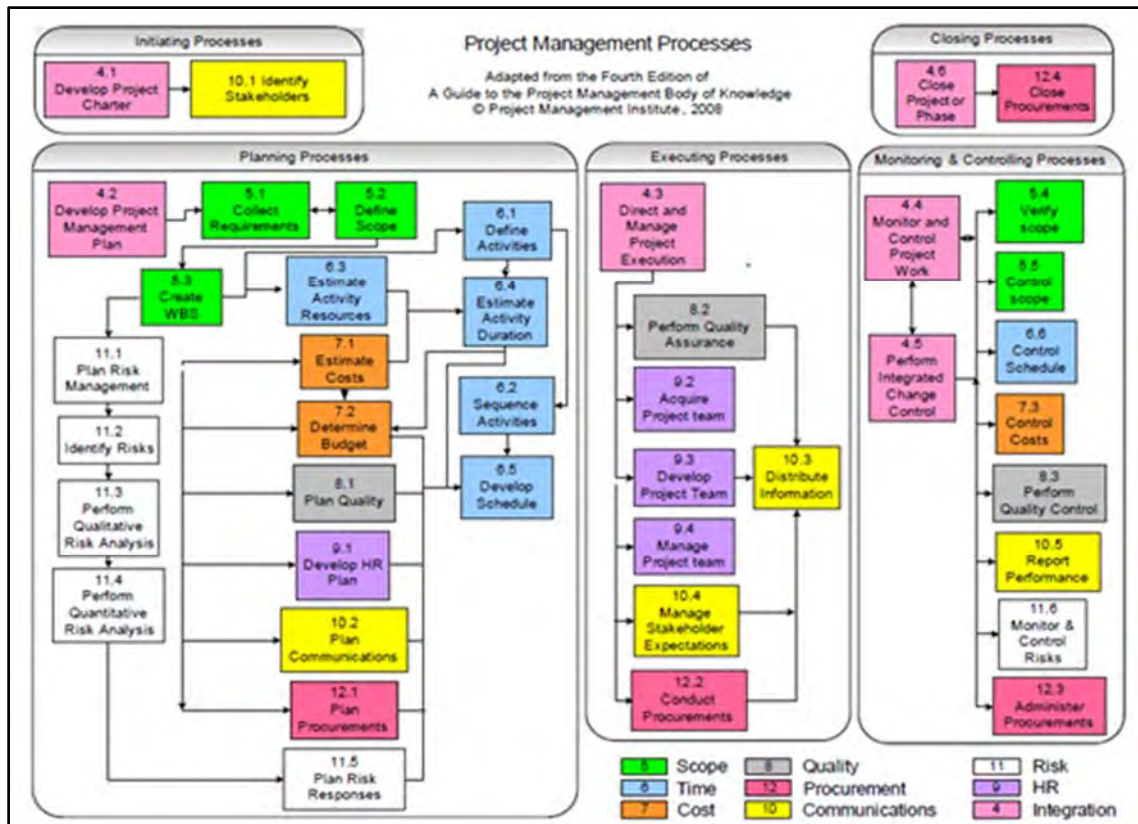 Initiating Processes
4.1
Develop Project
Charter
10.1 Identify
Stakeholders
Project Management Processes
Adapted from the Fourth Edition of
A Guide to the Project Management Body of Knowledge
© Project Management Institute, 2008
Closing Processes
4.6
Close
Project or
Phase
12.4
Close
Procurements
Planning Processes
4.2
Develop Project
Management
Plan
5.1
Collect
Requirements
5.2
Define
Scope
6.1
Define
Activities
5.3
Create
WBS
6.3
Estimate
Activity
Resources
6.4
Estimate
Activity
Duration
11.1
Plan Risk
Management
7.1
Estimate
Costs
6.2
Sequence
Activities
7.2
Determine
Budget
11.2
Identify Risks
6.5
Develop
Schedule
8.1
Plan Quality
11.3
Perform
Qualitative
Risk Analysis
9.1
Develop HR
Plan
11.4
Perform
Quantitative
Risk Analysis
10.2
Plan
Communications
12.1
Plan
Procurements
11.5
Plan Risk
Responses
Executing Processes
4.3
Direct and
Manage
Project
Execution
8.2
Perform Quality
Assurance
9.2
Acquire
Project team
9.3
Develop
Project Team
10.3
Distribute
Information
9.4
Manage
Project team
10.4
Manage
Stakeholder
Expectations
12.2
Conduct
Procurements
Monitoring & Controlling Processes
4.4
Monitor and
Control
Project
Work
5.4
Verify
scope
5.5
Control
scope
4.5
Perform
Integrated
Change
Control
6.6
Control
Schedule
7.3
Control
Costs
8.3
Perform
Quality Control
10.5
Report
Performance
11.6
Monitor &
Control
Risks
12.3
Administer
Procurements
5 Scope
8 Quality
11 Risk
6 Time
12 Procurement
9 HR
7 Cost
10 Communications
4 Integration